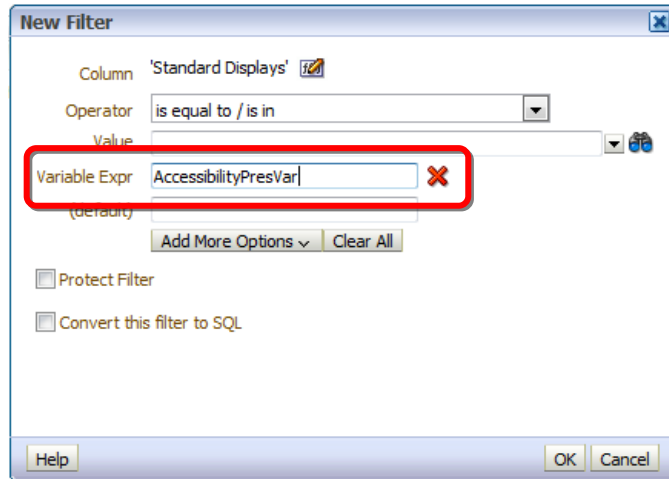 New Filter
Column 'Standard Displays'
Operator is equal to / is in
Value
Variable Expr AccessibilityPresVar
(default)
Add More Options Clear All
Protect Filter
Convert this filter to SQL
Help OK Cancel